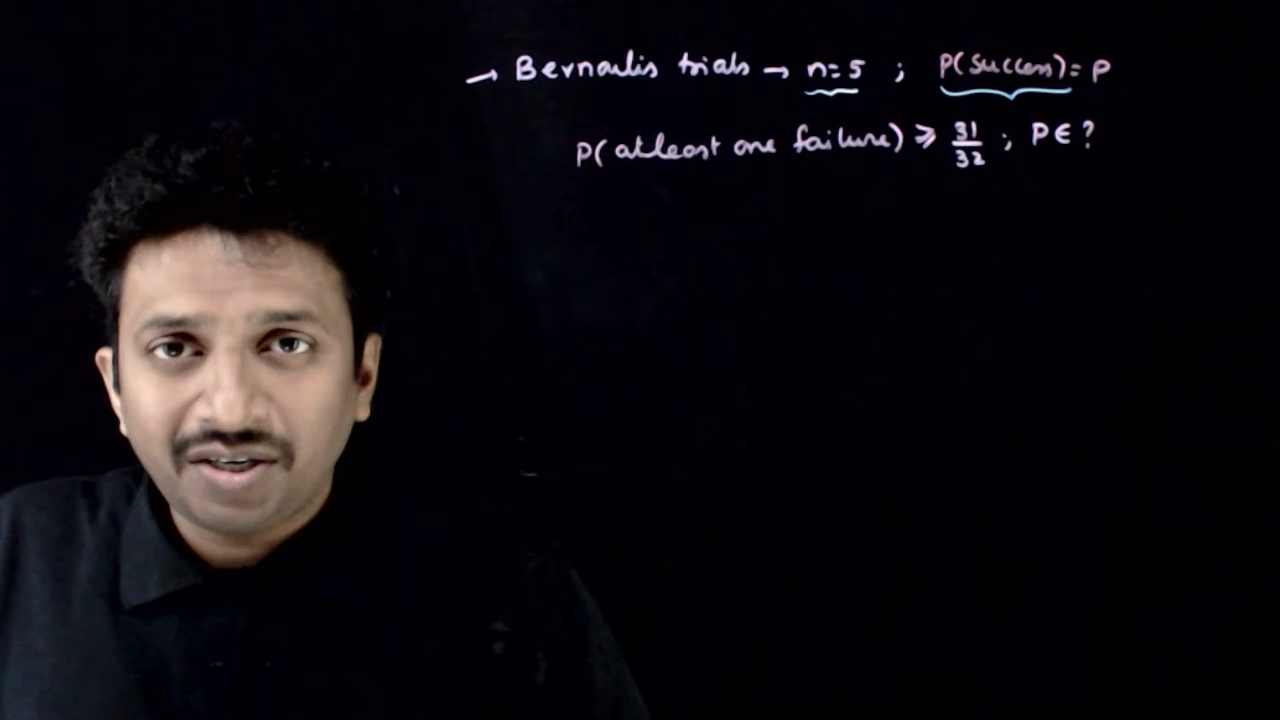 → Bernoulis trials → n=5 ; P(success) = P
P(atleast one failure) ≥ 31/32 ; P ∈ ?